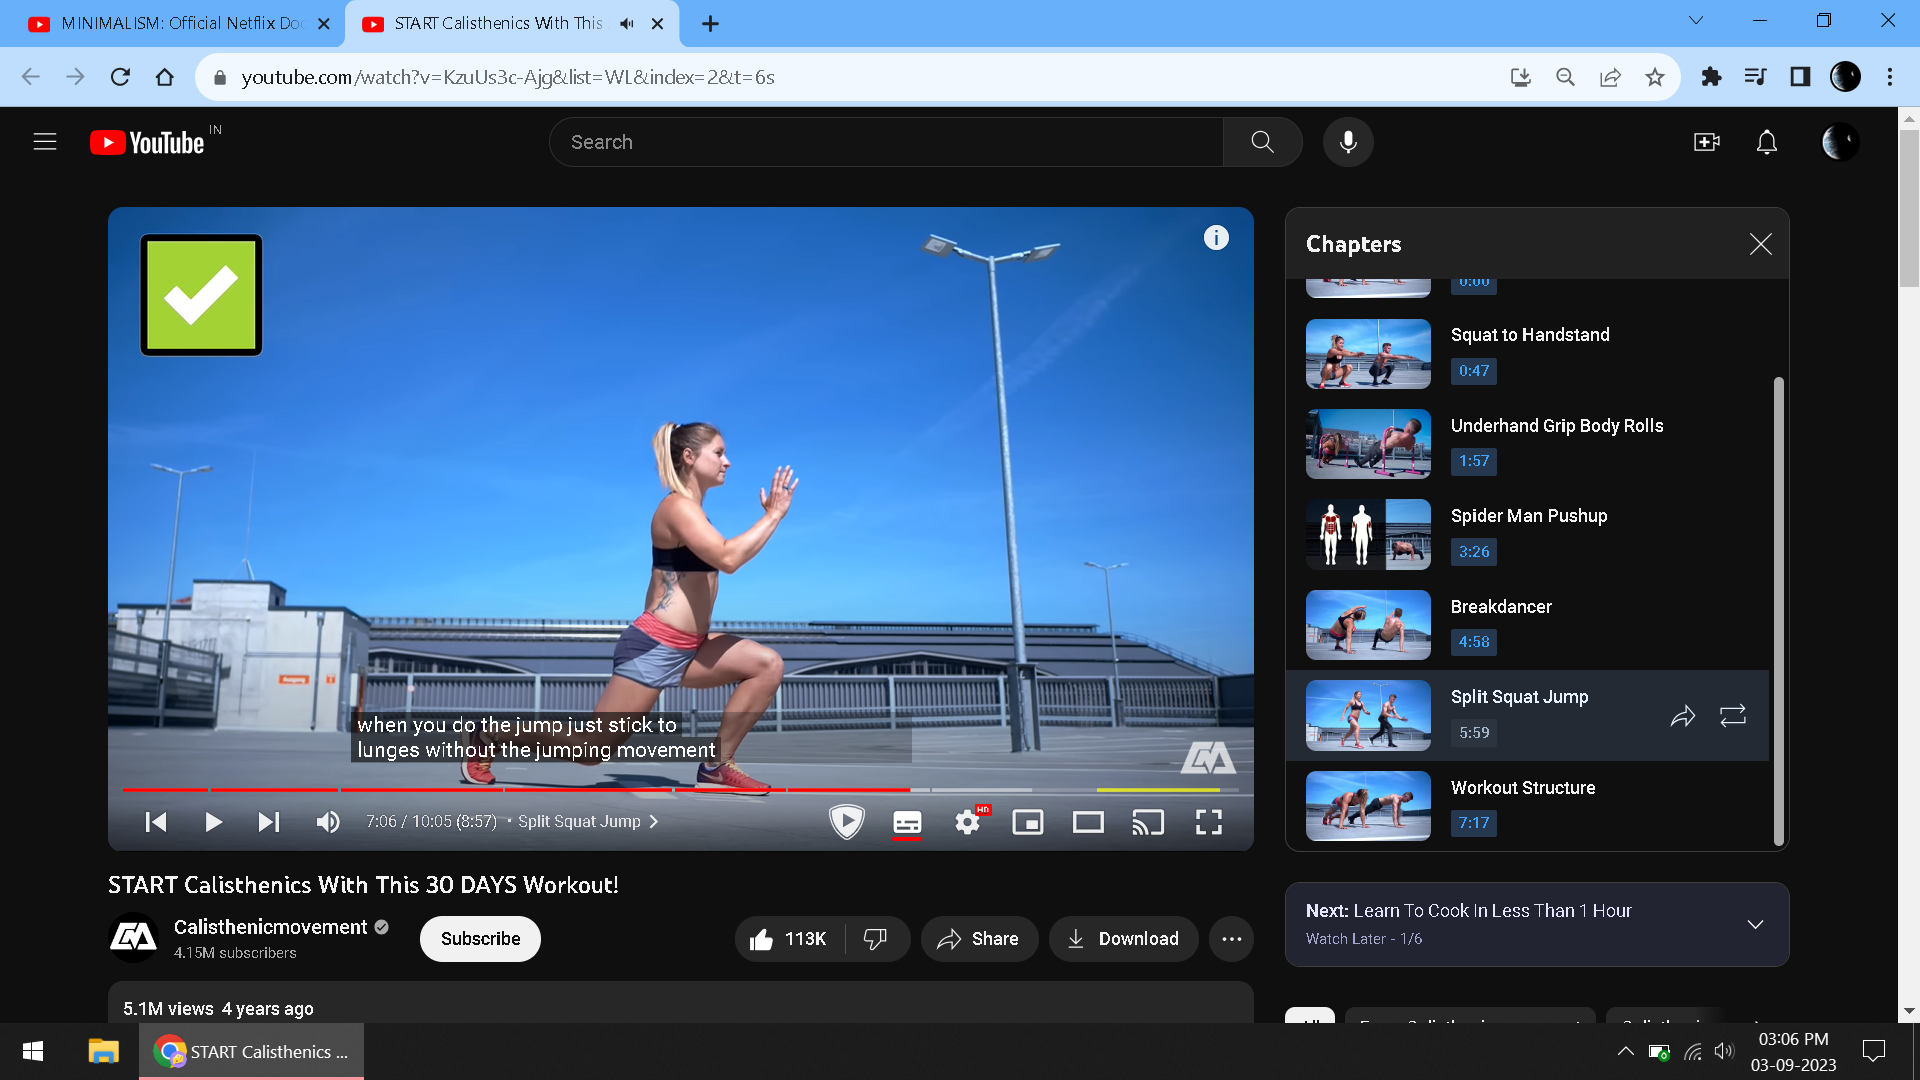 MINIMALISM: Official Netflix Doc
START Calisthenics With This
youtube.com/watch?v=KzuUs3c-Ajg&list=WL&index=2&t=6s
YouTube IN
Search
Chapters
0:00
Squat to Handstand
0:47
Underhand Grip Body Rolls
1:57
Spider Man Pushup
3:26
Breakdancer
4:58
Split Squat Jump
5:59
Workout Structure
7:17
when you do the jump just stick to
lunges without the jumping movement
7:06 / 10:05 (8:57) • Split Squat Jump
HD
START Calisthenics With This 30 DAYS Workout!
Calisthenicmovement
4.15M subscribers
Subscribe
113K
Share
Download
Next: Learn To Cook In Less Than 1 Hour
Watch Later - 1/6
5.1M views 4 years ago
START Calisthenics ...
03:06 PM
03-09-2023